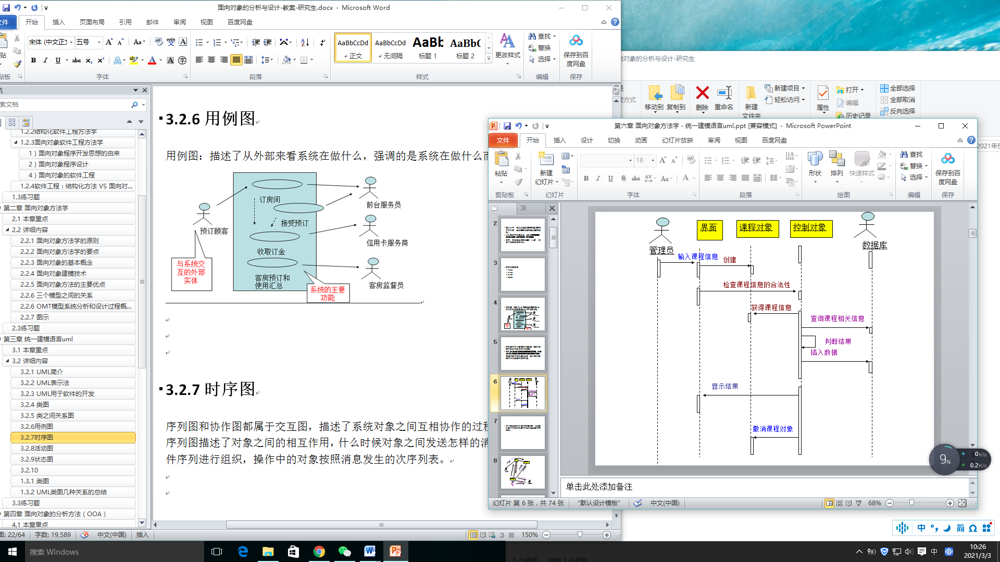 面向对象的分析与设计-教案-研究生.docx - Microsoft Word
文件
开始
插入
页面布局
引用
邮件
审阅
视图
百度网盘
宋体 (中文正文
五号
AaBbCcDd
AaBbCcDd
AaBb
AaBbC
正文
无间隔
标题 1
标题 2
更改样式
查找
替换
选择
保存到百度网盘
贴板
字体
段落
样式
编辑
保存
索文档
1.2.2结构化软件工程方法学
1.2.3面向对象软件工程方法学
1）面向对象程序开发思想的由来
2）面向对象程序设计
4）面向对象的软件工程
1.2.4软件工程：结构化方法 VS 面向对...
1.3练习题
第二章 面向对象方法学
2.1 本章重点
2.2 详细内容
2.2.1 面向对象方法学的原则
2.2.2 面向对象方法学的要点
2.2.3 面向对象的基本概念
2.2.4 面向对象建模技术
2.2.5 面向对象方法的主要优点
2.2.6 三个模型之间的关系
2.2.6 OMT模型系统分析和设计过程概...
2.2.7 图示
2.3练习题
第三章 统一建模语言uml
3.1 本章重点
3.2 详细内容
3.2.1 UML简介
3.2.2 UML表示法
3.2.3 UML用于软件的开发
3.2.4 类图
3.2.5 类之间关系图
3.2.6用例图
3.2.7时序图
3.2.8活动图
3.2.9状态图
3.2.10
1.3.1 类图
1.3.2 UML类图几种关系的总结
3.3练习题
第四章 面向对象的分析方法（OOA）
4.1 本章重点
3.2.6 用例图
用例图：描述了从外部来看系统在做什么，强调的是系统在做什么而
订房间
接受预订
收取订金
客房预订和
使用汇总
预订顾客
前台服务员
信用卡服务商
客房监督员
与系统交
互的外部
实体
系统的主要
功能
3.2.7 时序图
序列图和协作图都属于交互图，描述了系统对象之间互相协作的过程
序列图描述了对象之间的相互作用，什么时候对象之间发送怎样的消
件序列进行组织，操作中的对象按照消息发生的次序列表。
面: 22/64
字数: 19,589
中文(中国)
插入
150%
向对象的分析与设计-研究生
移动到
复制到
删除
重命名
新建
文件夹
新建项目
轻松访问
属性
打开
编辑
历史记录
全部选择
全部取消
反向选择
2021年
第六章 面向对象方法学 - 统一建模语言uml.ppt [兼容模式] - Microsoft PowerPoint
文件
开始
插入
设计
切换
动画
幻灯片放映
审阅
视图
百度网盘
粘贴
新建
幻灯片
18
形状
排列
快速样式
查找
替换
选择
保存到百
度网盘
剪贴板
幻灯片
字体
段落
绘图
编辑
保存
2
3
4
5
6
7
8
管理员
界面
课程对象
控制对象
数据库
输入课程信息
创建
检查课程信息的合法性
获得课程信息
查询课程相关信息
判断结果
插入数据
显示结果
撤消课程对象
单击此处添加备注
幻灯片 第 6 张，共 74 张
“默认设计模板”
中文(中国)
68%
9%
0K/s
0.2K/s
中
简
搜索 Windows
中
10:26
2021/3/3